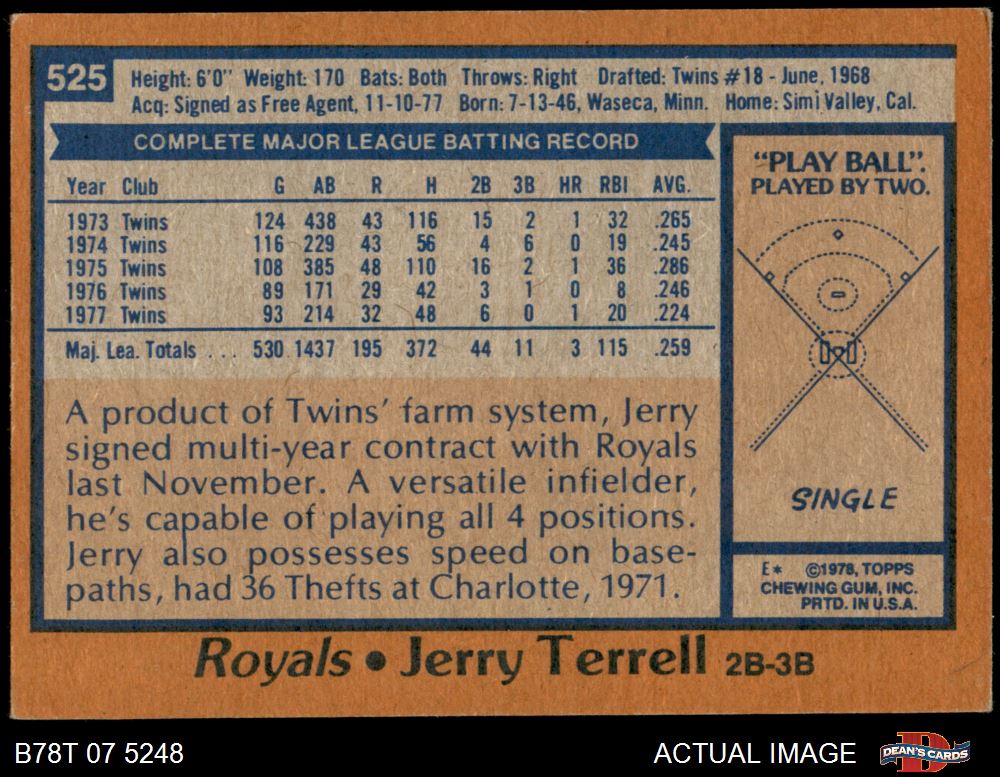 525
Height: 6'0" Weight: 170 Bats: Both Throws: Right Drafted: Twins #18 - June, 1968
Acq: Signed as Free Agent, 11-10-77 Born: 7-13-46, Waseca, Minn. Home: Simi Valley, Cal.
COMPLETE MAJOR LEAGUE BATTING RECORD
Year Club G AB R H 2B 3B HR RBI AVG.
1973 Twins 124 438 43 116 15 2 1 32 .265
1974 Twins 116 229 43 56 4 6 0 19 .245
1975 Twins 108 385 48 110 16 2 1 36 .286
1976 Twins 89 171 29 42 3 1 0 8 .246
1977 Twins 93 214 32 48 6 0 1 20 .224
Maj. Lea. Totals . . . 530 1437 195 372 44 11 3 115 .259
A product of Twins' farm system, Jerry
signed multi-year contract with Royals
last November. A versatile infielder,
he's capable of playing all 4 positions.
Jerry also possesses speed on base-
paths, had 36 Thefts at Charlotte, 1971.
"PLAY BALL".
PLAYED BY TWO.
SINGLE
E* ©1978, TOPPS
CHEWING GUM, INC.
PRTD. IN U.S.A.
Royals • Jerry Terrell 2B-3B
B78T 07 5248
ACTUAL IMAGE
DEAN'S CARDS